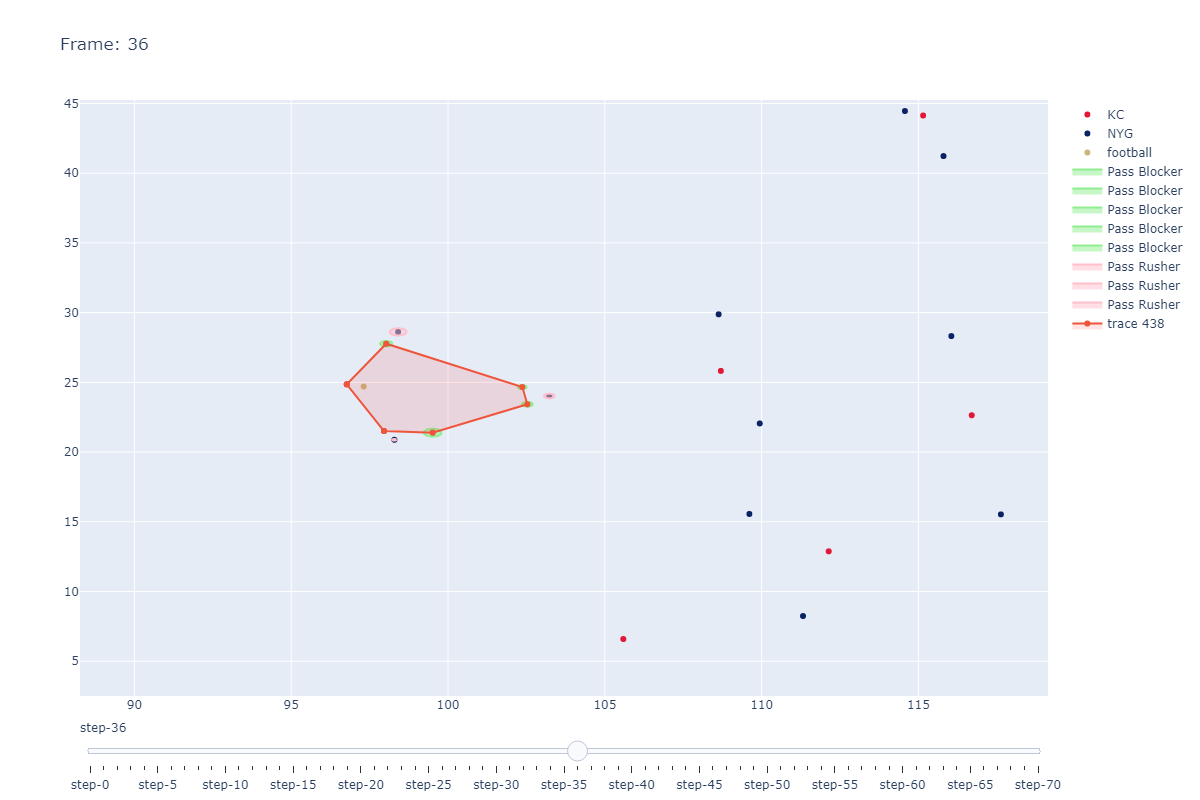 Frame: 36
45
40
35
30
25
20
15
10
5
90 95 100 105 110 115
KC
NYG
football
Pass Blocker
Pass Blocker
Pass Blocker
Pass Blocker
Pass Blocker
Pass Rusher
Pass Rusher
Pass Rusher
trace 438
step-36
step-0 step-5 step-10 step-15 step-20 step-25 step-30 step-35 step-40 step-45 step-50 step-55 step-60 step-65 step-70